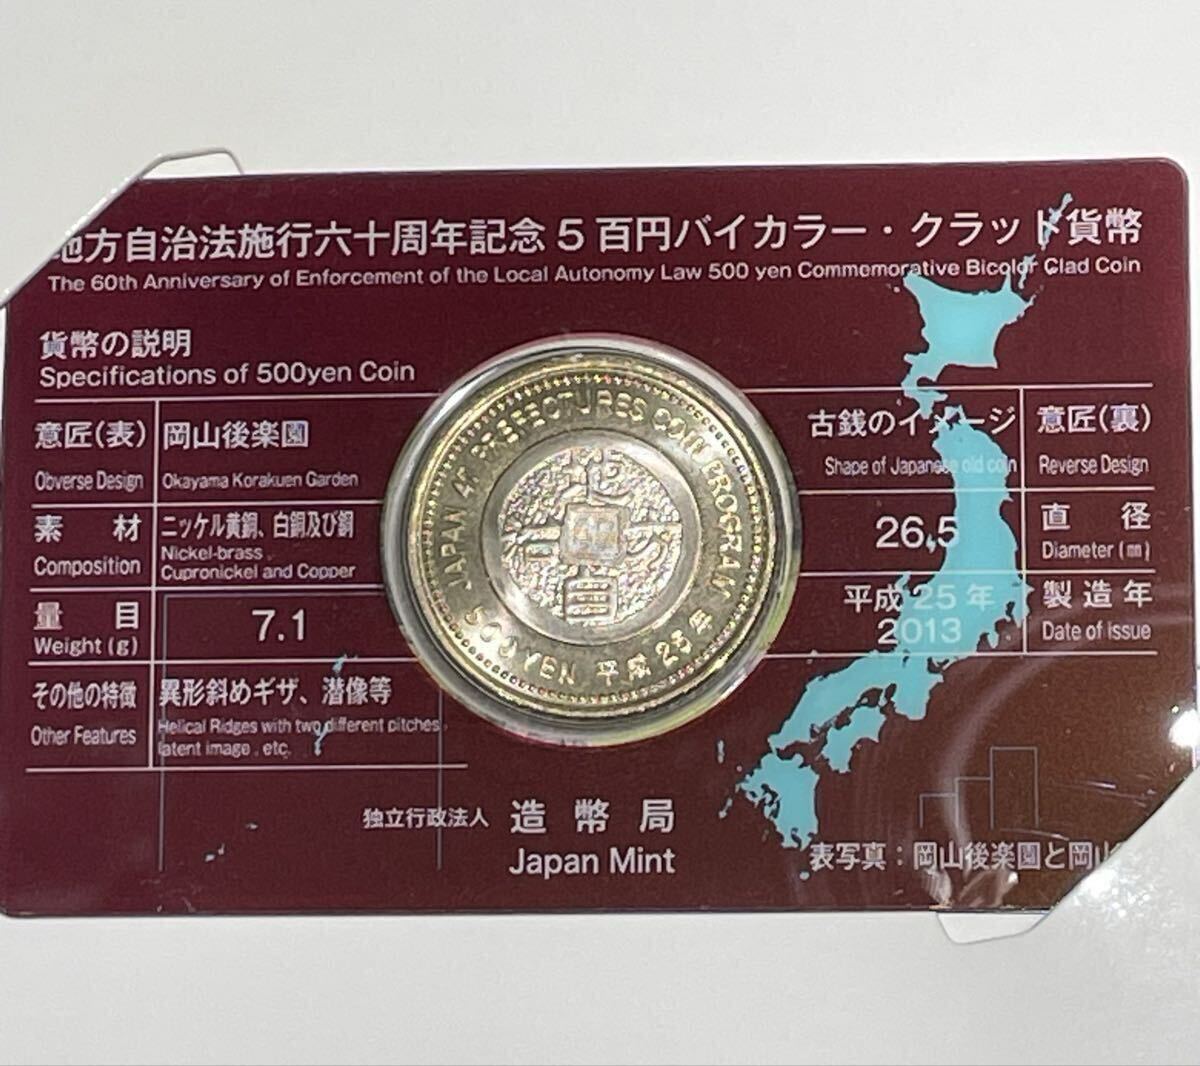 地方自治法施行六十周年記念5百円バイカラー・クラッド貨幣
The 60th Anniversary of Enforcement of the Local Autonomy Law 500 yen Commemorative Bicolor Clad Coin
貨幣の説明
Specifications of 500yen Coin
意匠(表) 岡山後楽園
Obverse Design Okayama Korakuen Garden
素材 ニッケル黄銅、白銅及び銅
Composition Nickel-brass,
Cupronickel and Copper
量目 7.1
Weight (g)
その他の特徴 異形斜めギザ、潜像等
Other Features Helical Ridges with two different pitches,
latent image, etc.
JAPAN 47 PREFECTURES COIN PROGRAM
500 YEN 平成25年
地方自治
古銭のイメージ 意匠(裏)
Shape of Japanese old coin Reverse Design
26.5 直径
Diameter (mm)
平成25年 製造年
2013 Date of issue
独立行政法人 造幣局
Japan Mint
表写真:岡山後楽園と岡山